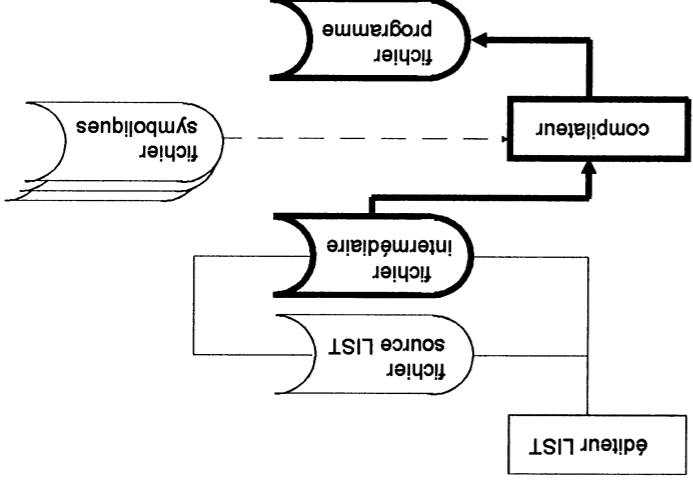 éditeur LIST
fichier
source LIST
fichier
intermédiaire
fichier
symboliques
compilateur
fichier
programme